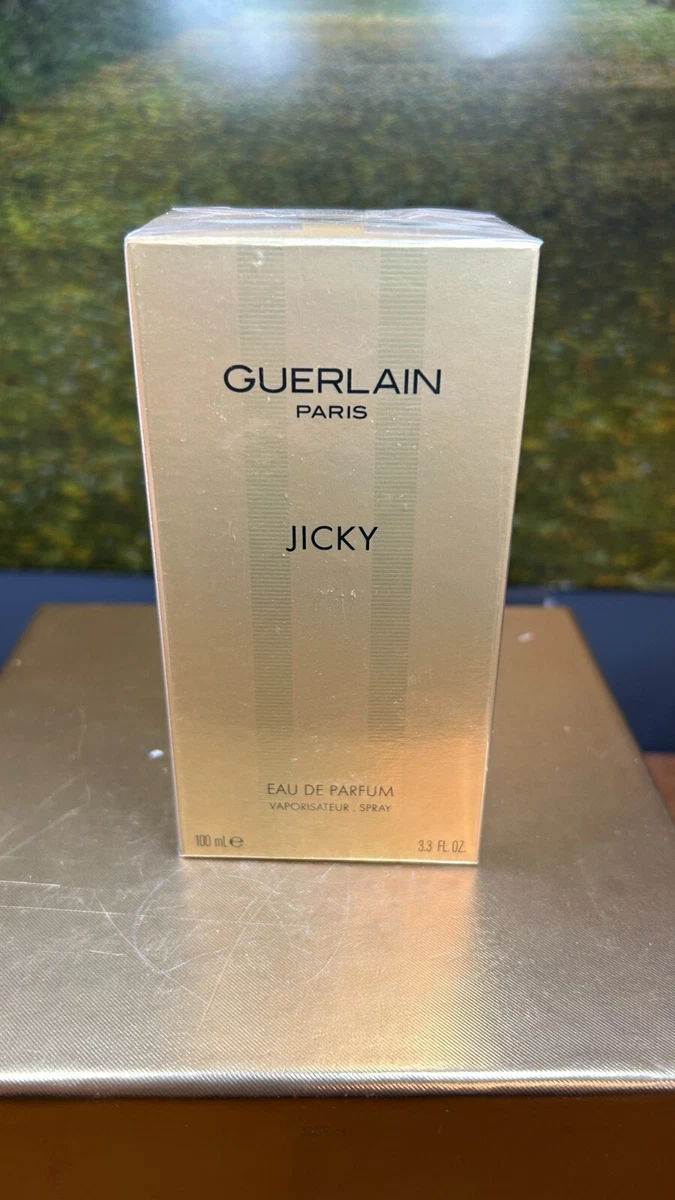 GUERLAIN
PARIS
JICKY
EAU DE PARFUM
VAPORISATEUR . SPRAY
100 mL ℮
3.3 FL.OZ.